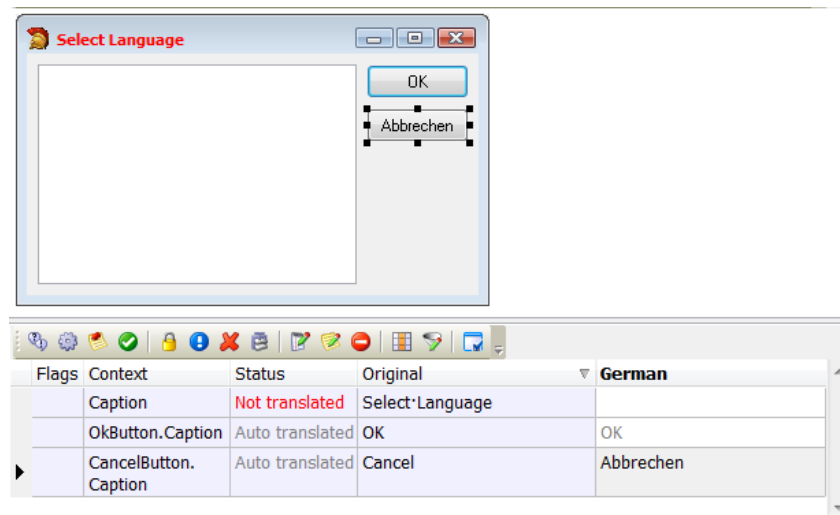 Select Language
OK
Abbrechen
Flags Context Status Original German
Caption Not translated Select·Language
OkButton.Caption Auto translated OK OK
CancelButton. Auto translated Cancel Abbrechen
Caption